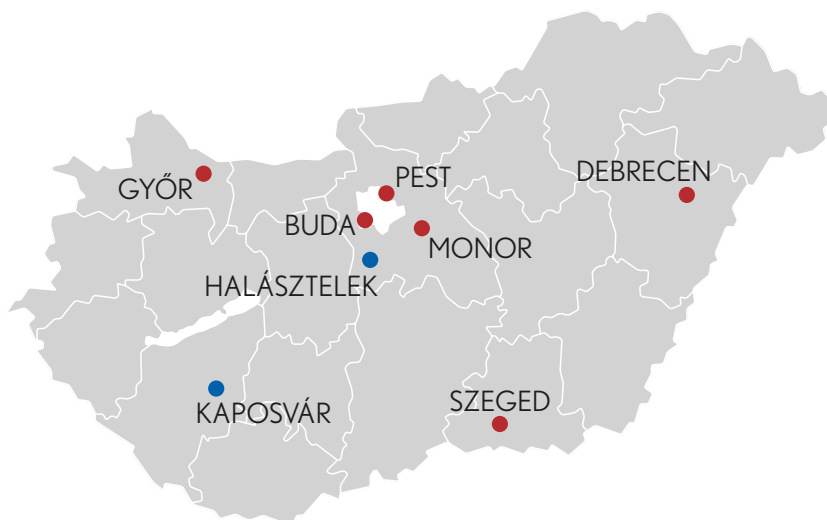 PEST
DEBRECEN
GYŐR
BUDA
MONOR
HALÁSZTELEK
KAPOSVÁR
SZEGED